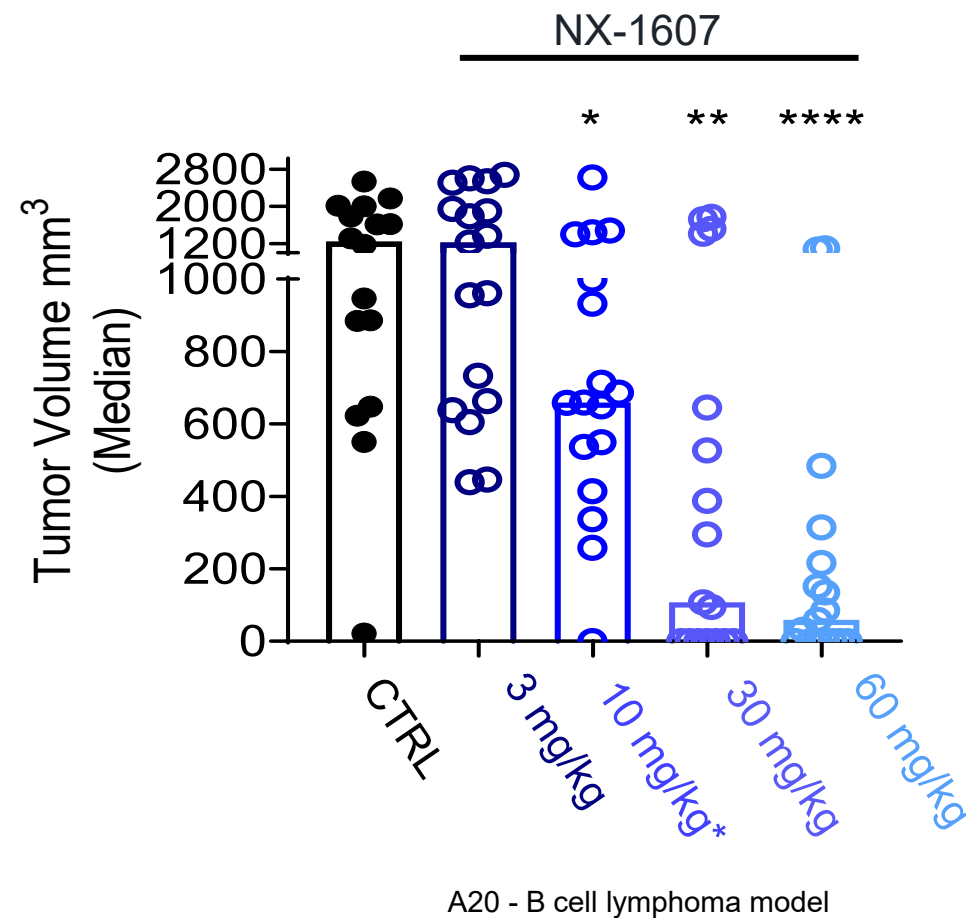 NX-1607
* ** ****
Tumor Volume mm³
(Median)
2800
2000
1200
1000
800
600
400
200
0
CTRL
3 mg/kg
10 mg/kg*
30 mg/kg
60 mg/kg
A20 - B cell lymphoma model